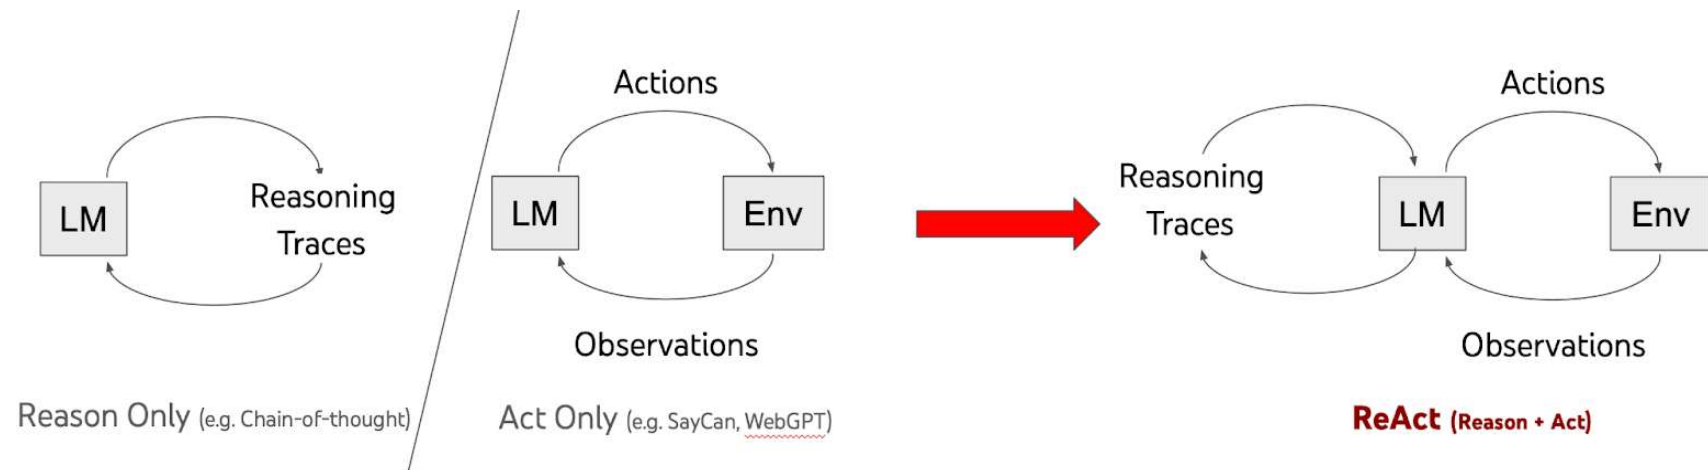 LM
Reasoning
Traces
Reason Only (e.g. Chain-of-thought)
Actions
LM
Env
Observations
Act Only (e.g. SayCan, WebGPT)
Actions
Reasoning
Traces
LM
Env
Observations
ReAct (Reason + Act)